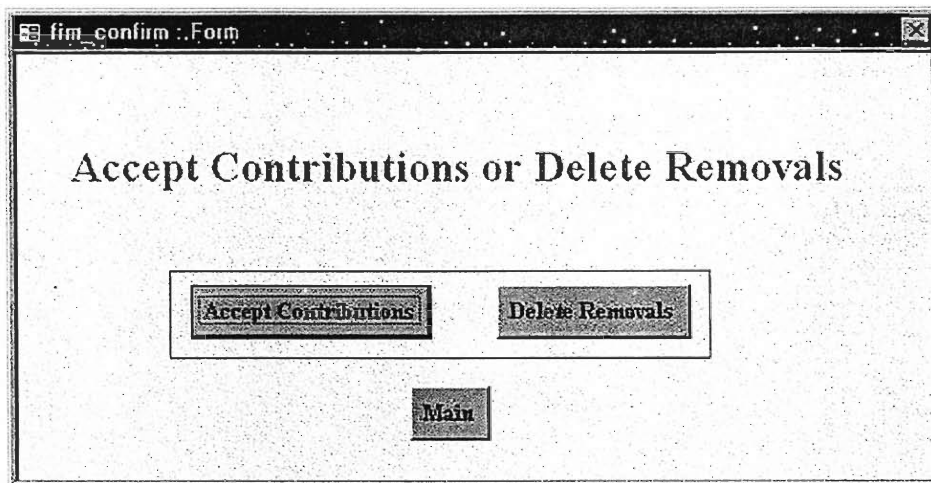 frm_confirm : Form
Accept Contributions or Delete Removals
Accept Contributions Delete Removals
Main